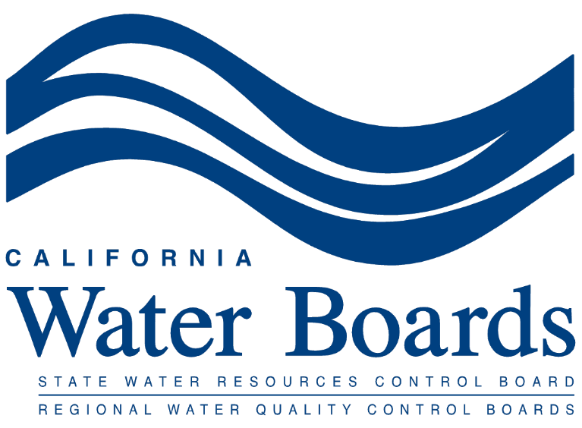 CALIFORNIA
Water Boards
STATE WATER RESOURCES CONTROL BOARD
REGIONAL WATER QUALITY CONTROL BOARDS